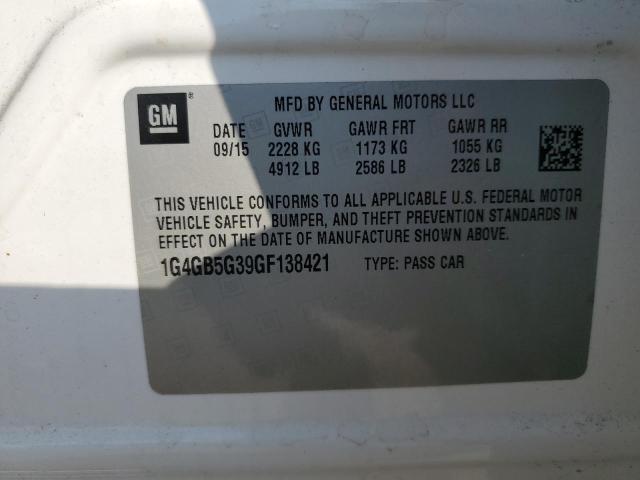 GM ®
MFD BY GENERAL MOTORS LLC
DATE GVWR GAWR FRT GAWR RR
09/15 2228 KG 1173 KG 1055 KG
4912 LB 2586 LB 2326 LB
THIS VEHICLE CONFORMS TO ALL APPLICABLE U.S. FEDERAL MOTOR
VEHICLE SAFETY, BUMPER, AND THEFT PREVENTION STANDARDS IN
EFFECT ON THE DATE OF MANUFACTURE SHOWN ABOVE.
1G4GB5G39GF138421 TYPE: PASS CAR